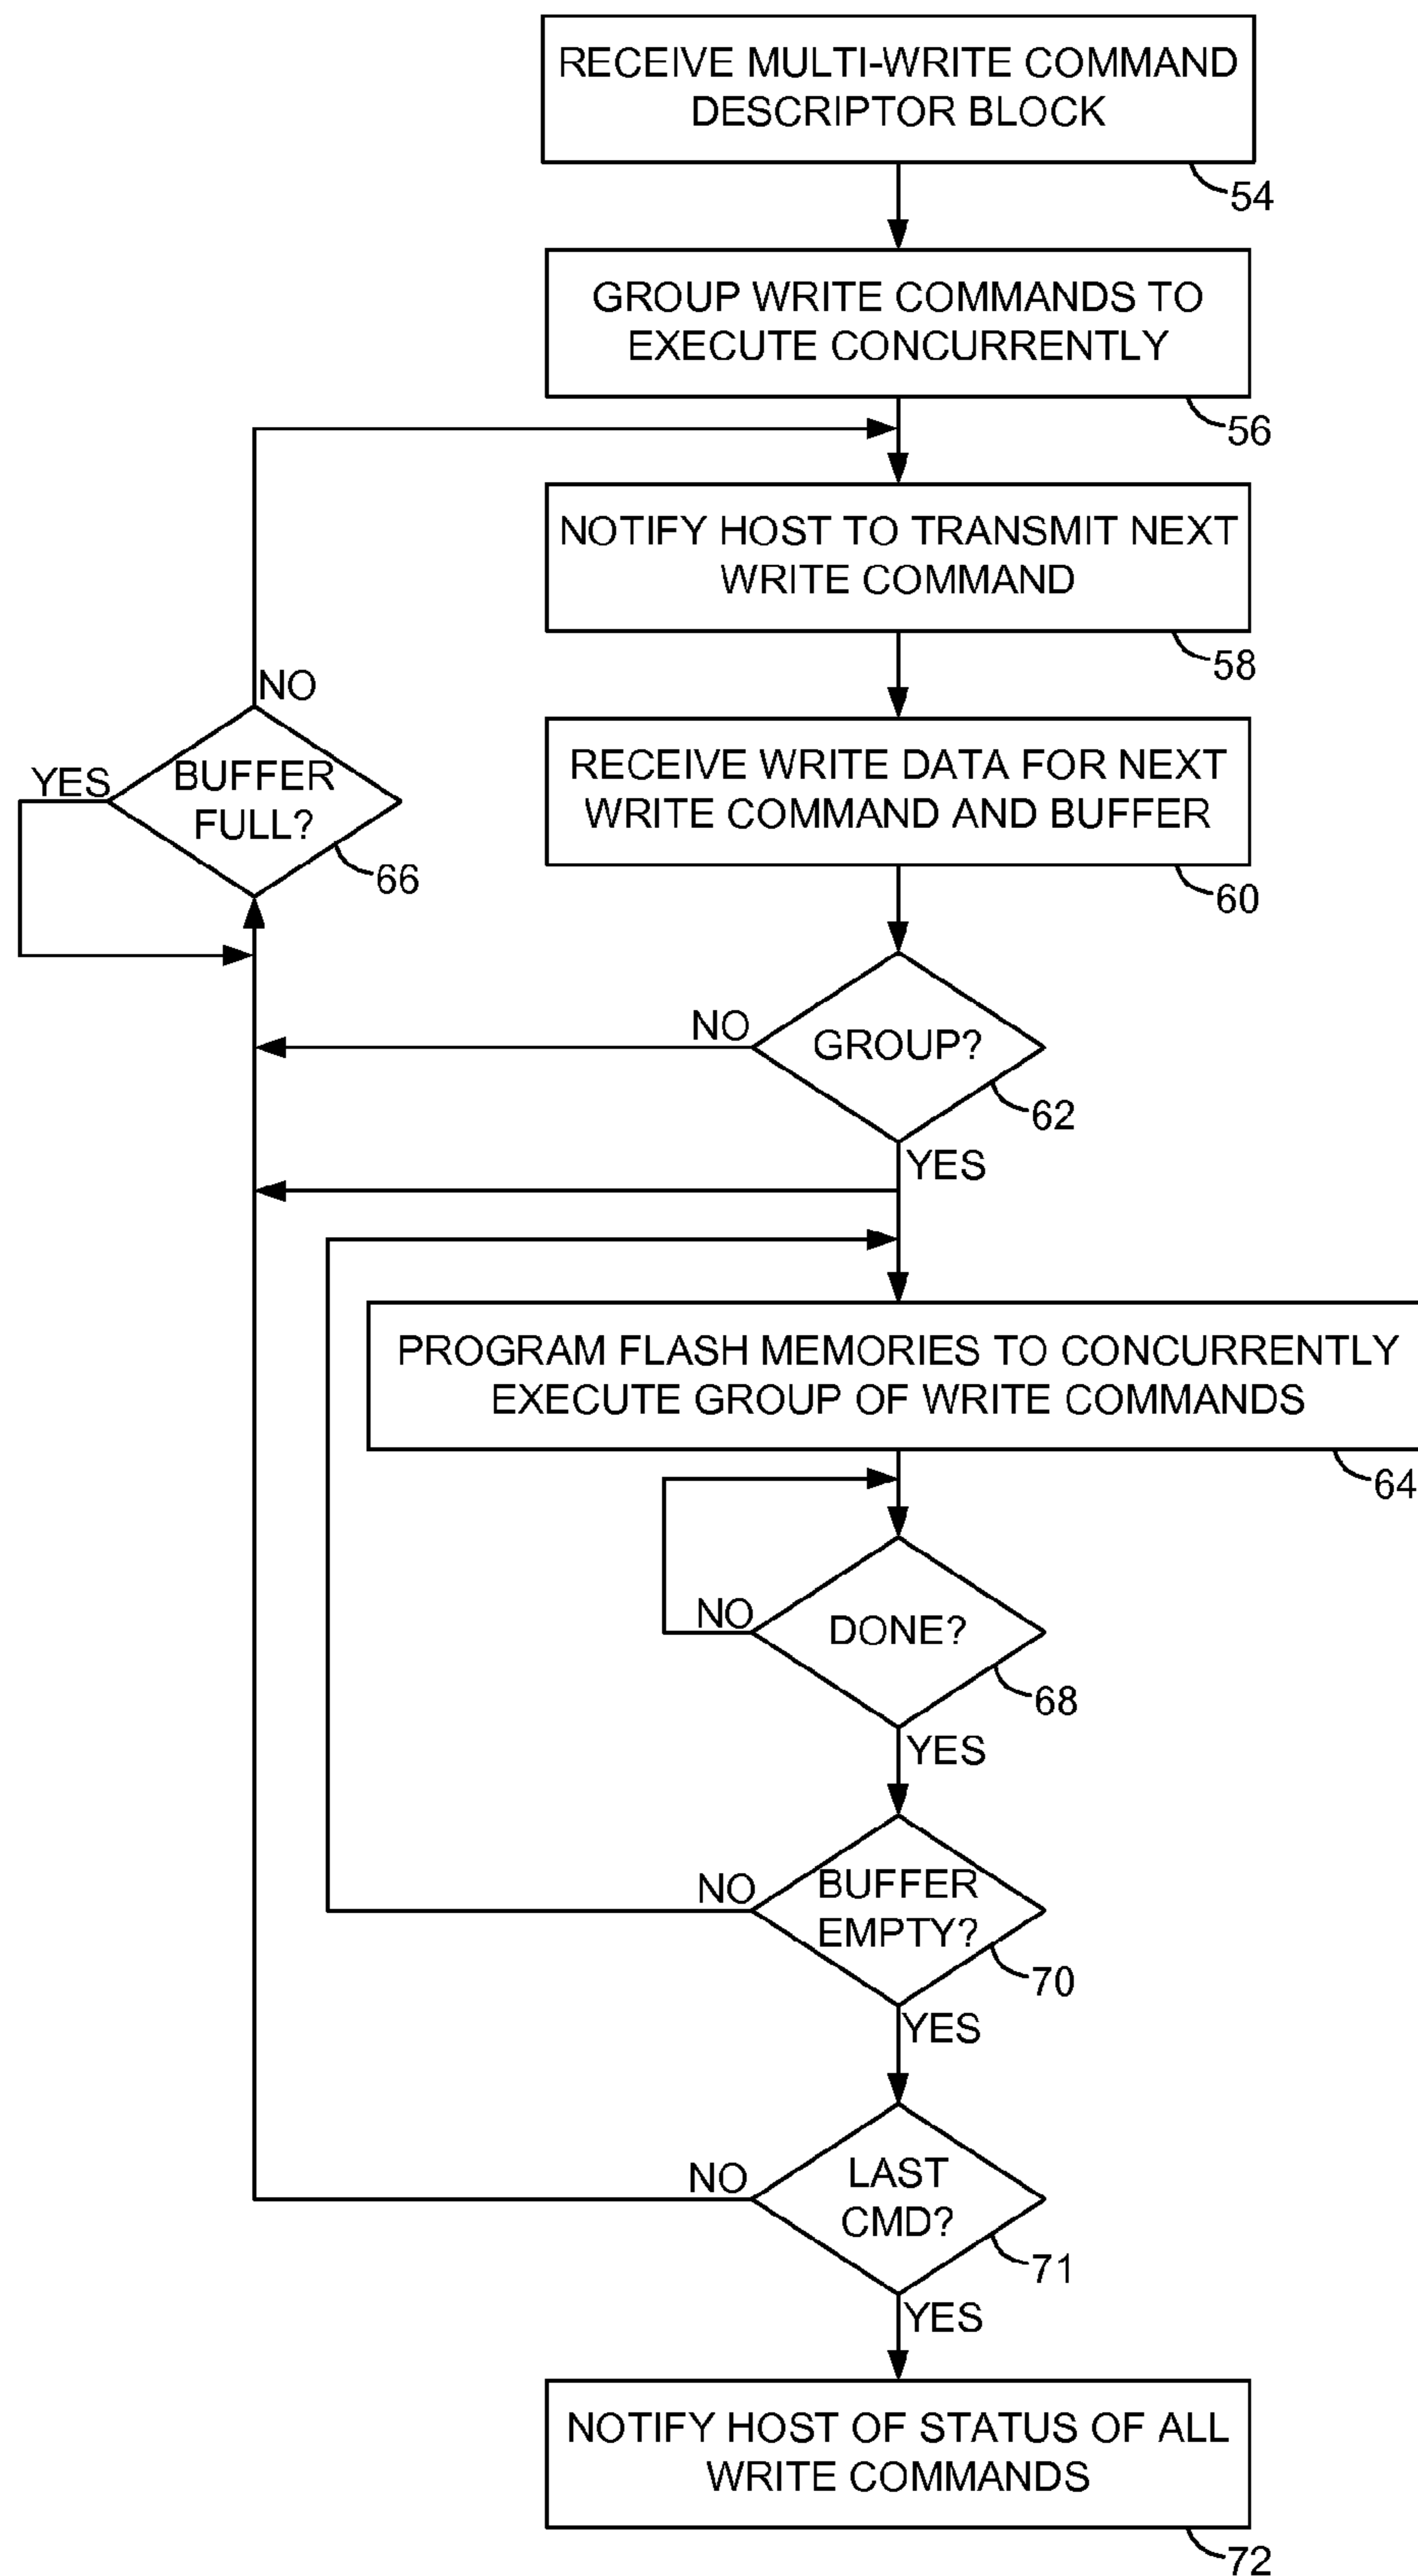 RECEIVE MULTI-WRITE COMMAND
DESCRIPTOR BLOCK
54
GROUP WRITE COMMANDS TO
EXECUTE CONCURRENTLY
56
NOTIFY HOST TO TRANSMIT NEXT
WRITE COMMAND
58
NO
YES
BUFFER
FULL?
66
RECEIVE WRITE DATA FOR NEXT
WRITE COMMAND AND BUFFER
60
NO
GROUP?
62
YES
PROGRAM FLASH MEMORIES TO CONCURRENTLY
EXECUTE GROUP OF WRITE COMMANDS
64
NO
DONE?
68
YES
NO
BUFFER
EMPTY?
70
YES
NO
LAST
CMD?
71
YES
NOTIFY HOST OF STATUS OF ALL
WRITE COMMANDS
72